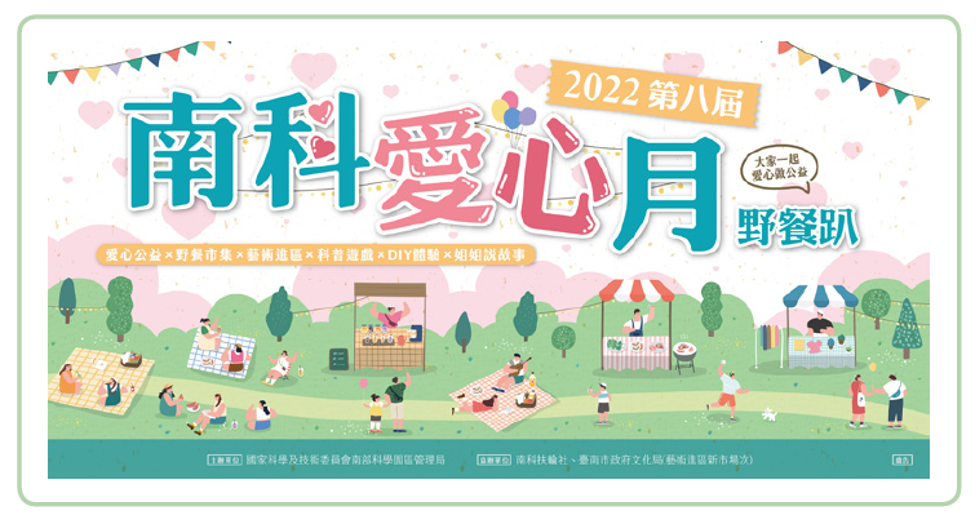 2022 第八屆
南科愛心月
大家一起
愛心做公益
野餐趴
愛心公益×野餐市集×藝術進區×科普遊戲×DIY體驗×姐姐說故事
主辦單位 國家科學及技術委員會南部科學園區管理局 協辦單位 南科扶輪社、臺南市政府文化局(藝術進區新市場次) 廣告